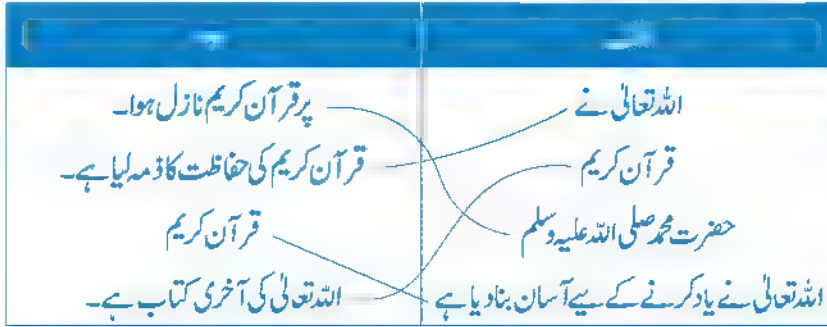 اللہ تعالیٰ نے
پر قرآن کریم نازل ہوا۔
قرآن کریم
قرآن کریم کی حفاظت کا ذمہ لیا ہے۔
حضرت محمد صلی اللہ علیہ وسلم
قرآن کریم
اللہ تعالیٰ نے یاد کرنے کے لیے آسان بنا دیا ہے
اللہ تعالیٰ کی آخری کتاب ہے۔